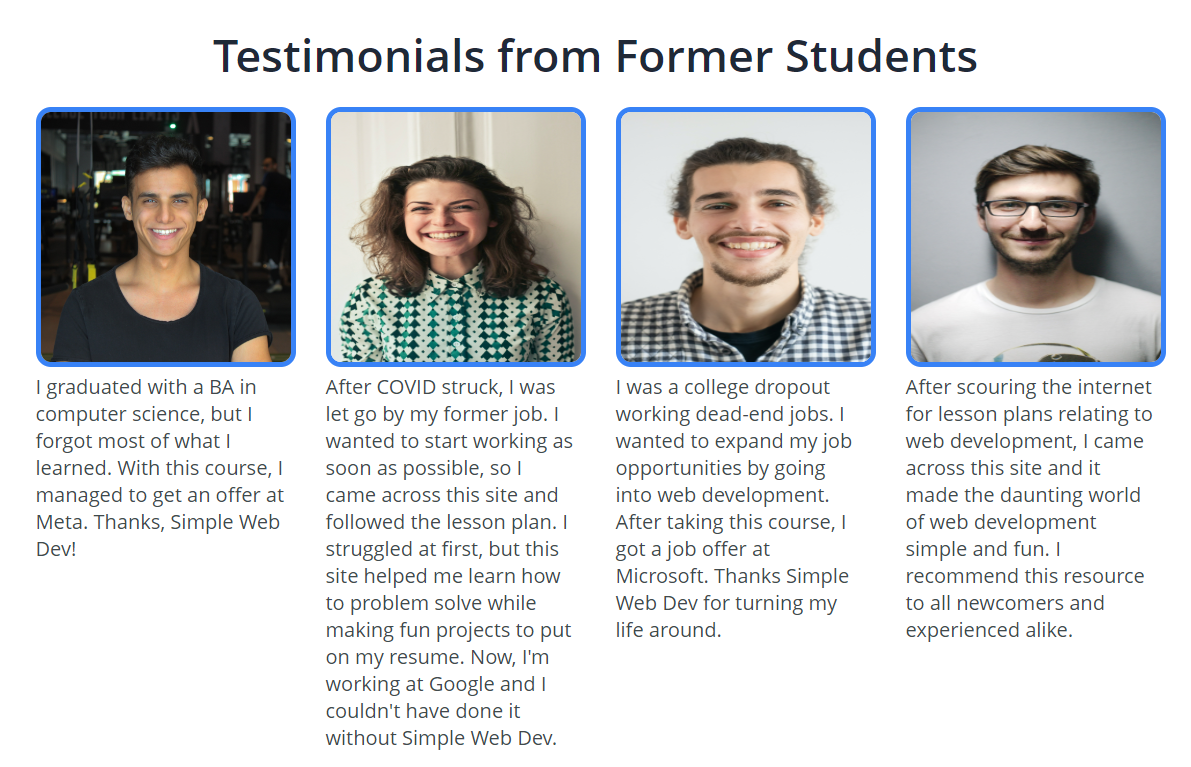 Testimonials from Former Students
I graduated with a BA in
computer science, but I
forgot most of what I
learned. With this course, I
managed to get an offer at
Meta. Thanks, Simple Web
Dev!
After COVID struck, I was
let go by my former job. I
wanted to start working as
soon as possible, so I
came across this site and
followed the lesson plan. I
struggled at first, but this
site helped me learn how
to problem solve while
making fun projects to put
on my resume. Now, I'm
working at Google and I
couldn't have done it
without Simple Web Dev.
I was a college dropout
working dead-end jobs. I
wanted to expand my job
opportunities by going
into web development.
After taking this course, I
got a job offer at
Microsoft. Thanks Simple
Web Dev for turning my
life around.
After scouring the internet
for lesson plans relating to
web development, I came
across this site and it
made the daunting world
of web development
simple and fun. I
recommend this resource
to all newcomers and
experienced alike.